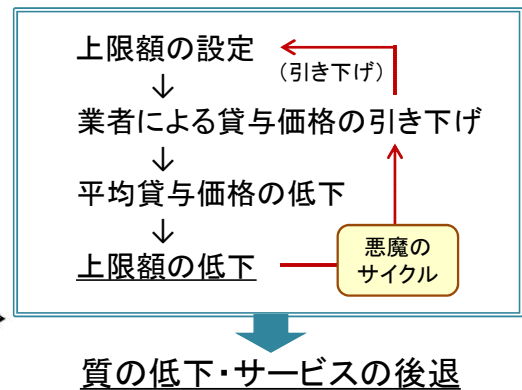 上限額の設定
（引き下げ）
↓
業者による貸与価格の引き下げ
↓
平均貸与価格の低下
↓
上限額の低下
悪魔の
サイクル
質の低下・サービスの後退